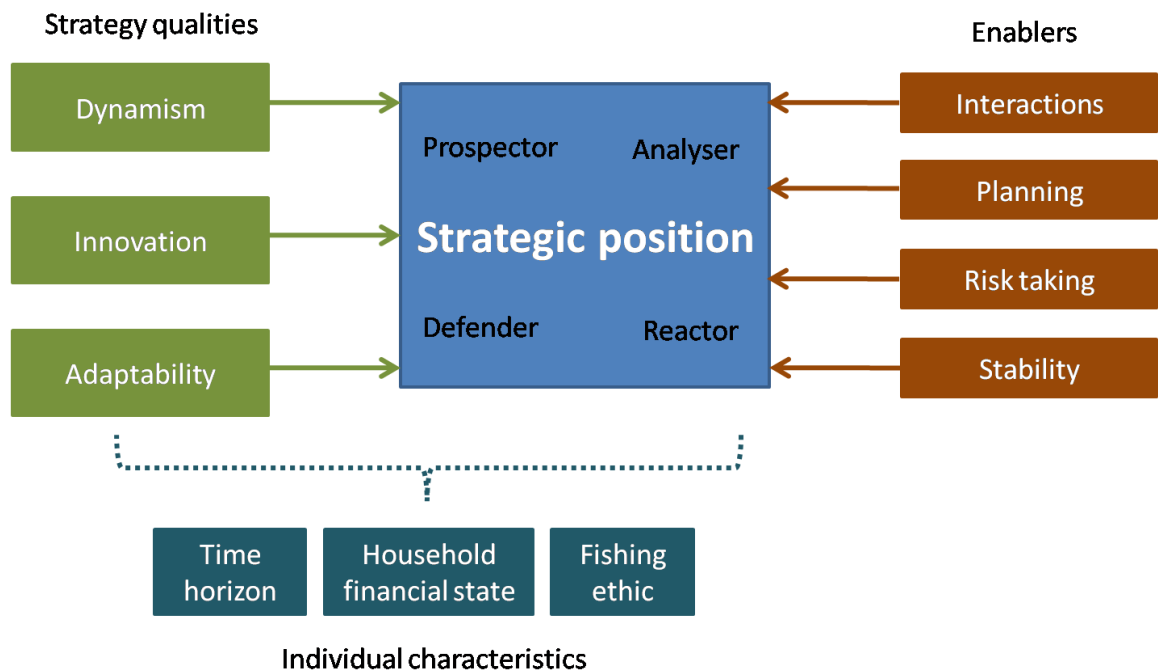 Strategy qualities
Dynamism
Innovation
Adaptability
Prospector
Analyser
Strategic position
Defender
Reactor
Enablers
Interactions
Planning
Risk taking
Stability
Time
horizon
Household
financial state
Fishing
ethic
Individual characteristics